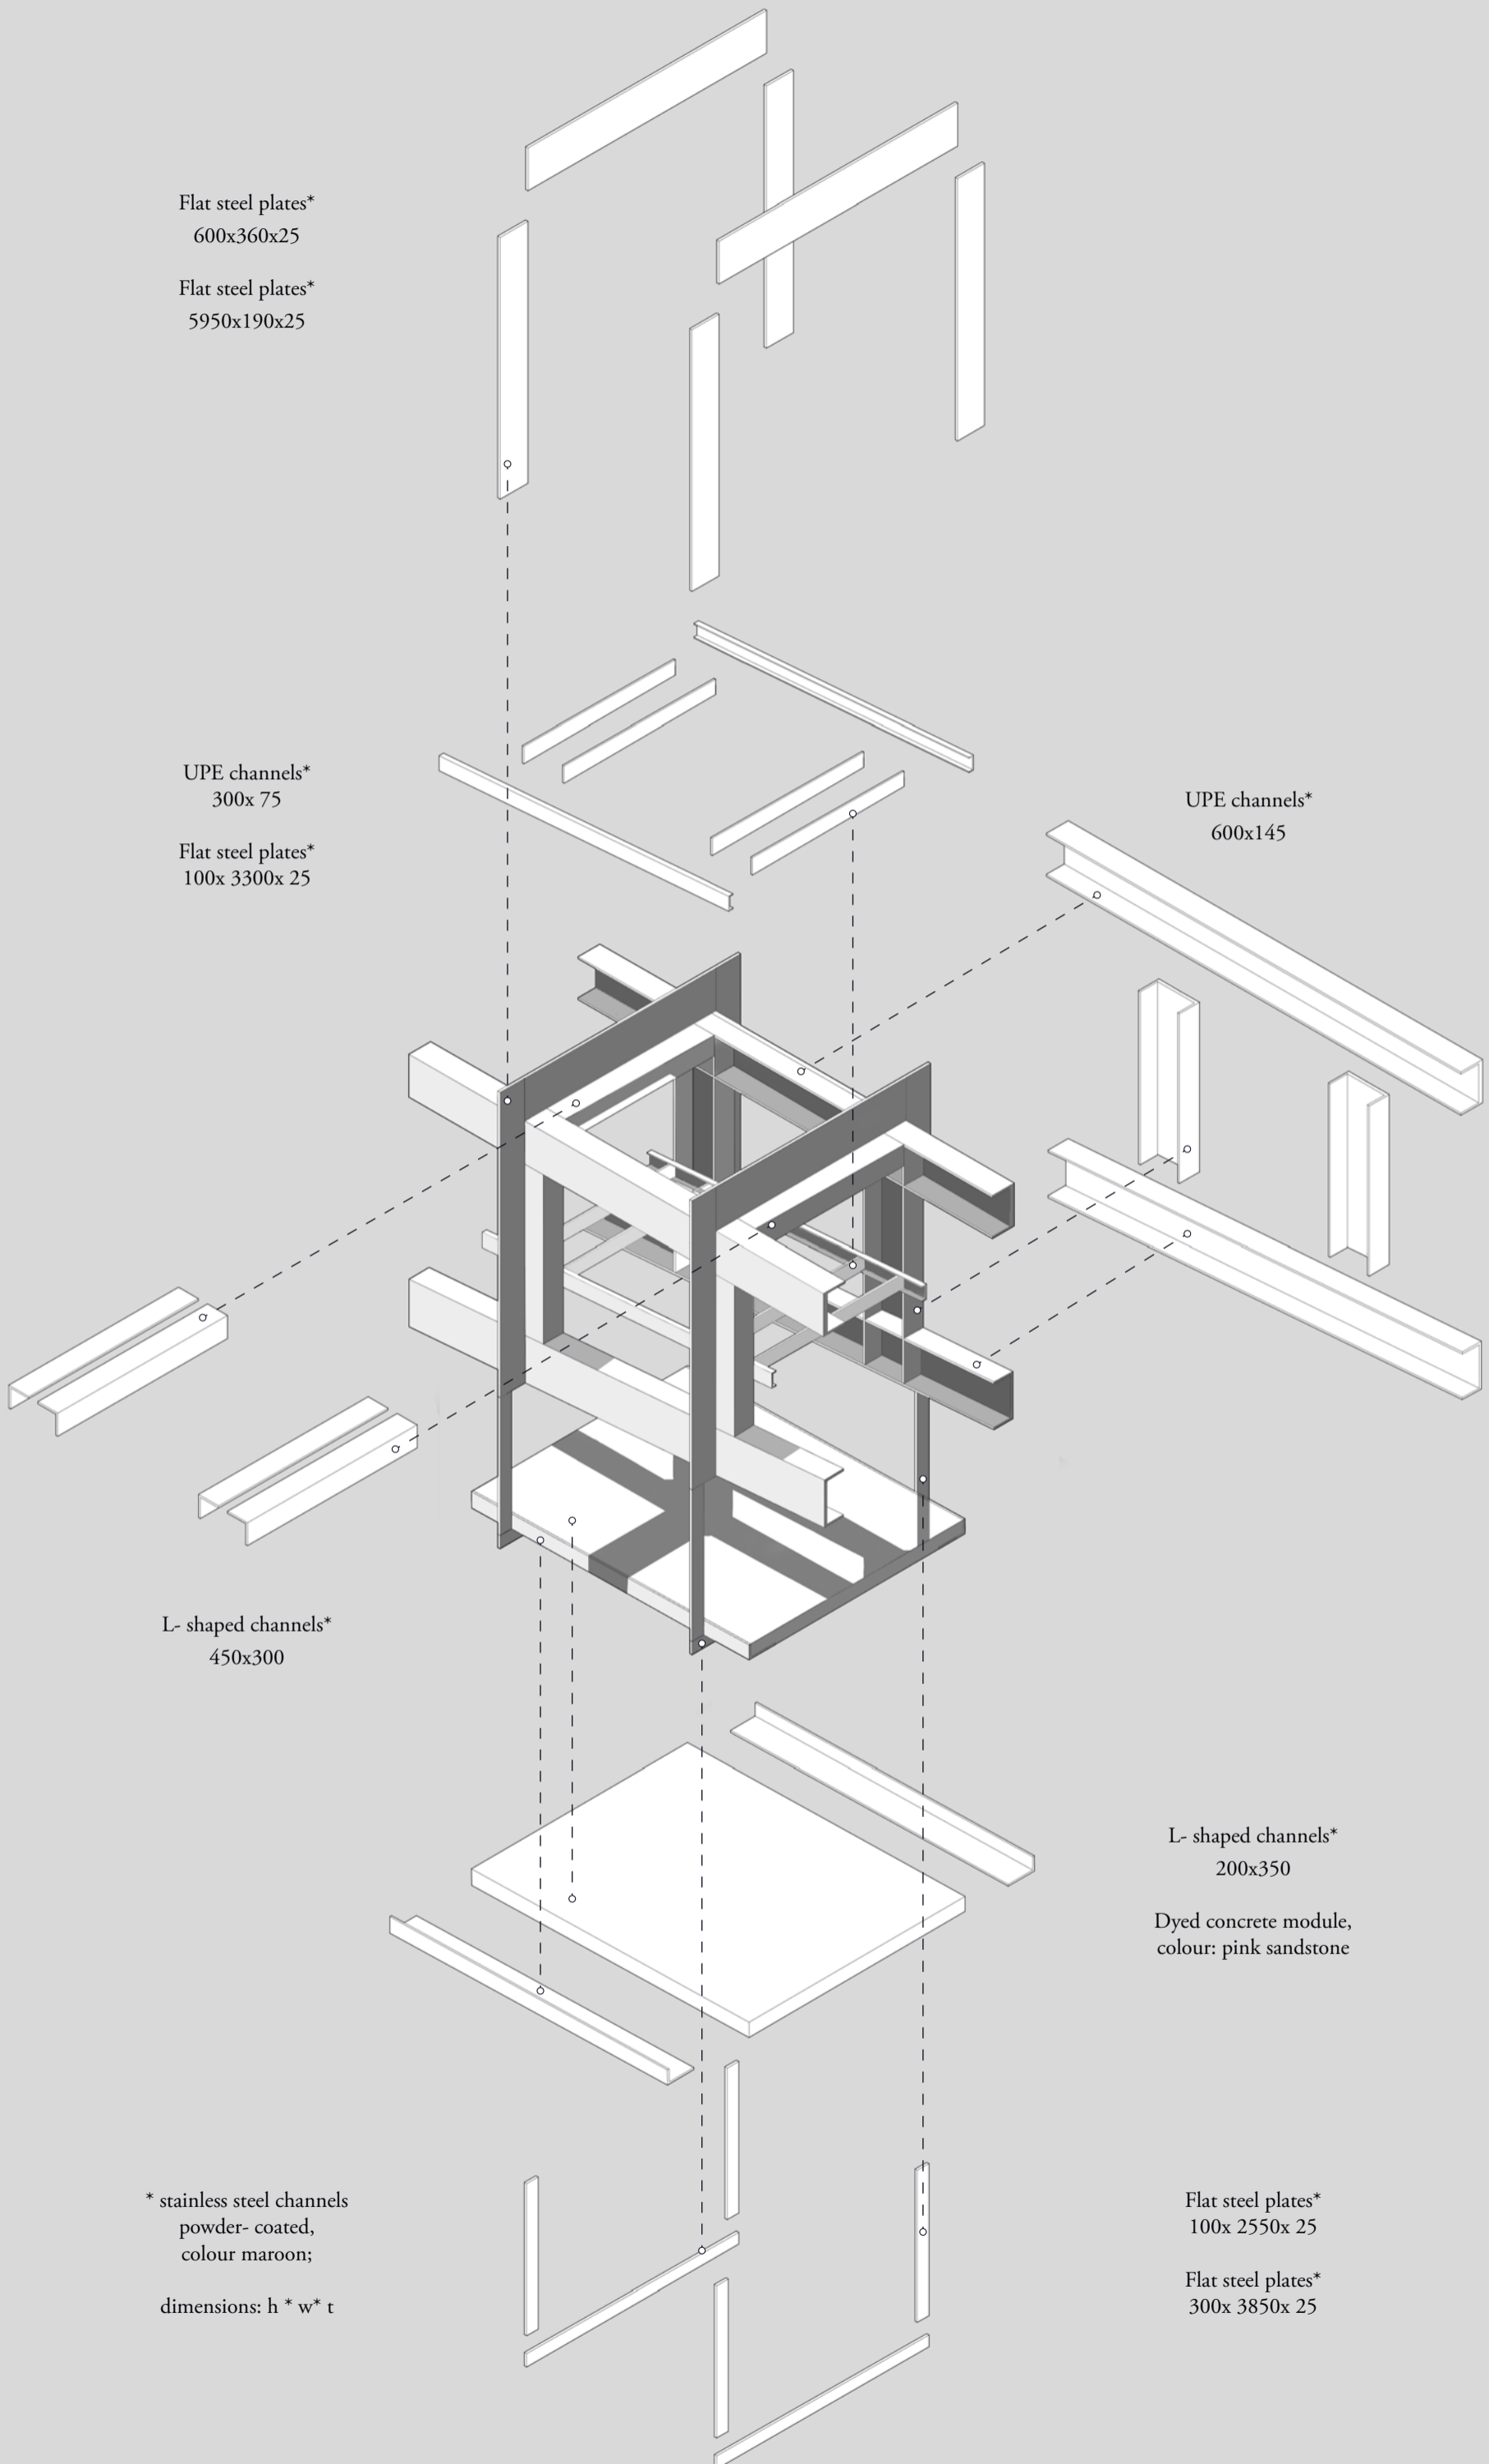 Flat steel plates*
600x360x25
Flat steel plates*
5950x190x25
UPE channels*
300x 75
Flat steel plates*
100x 3300x 25
UPE channels*
600x145
L- shaped channels*
450x300
L- shaped channels*
200x350
Dyed concrete module,
colour: pink sandstone
* stainless steel channels
powder- coated,
colour maroon;
dimensions: h * w* t
Flat steel plates*
100x 2550x 25
Flat steel plates*
300x 3850x 25